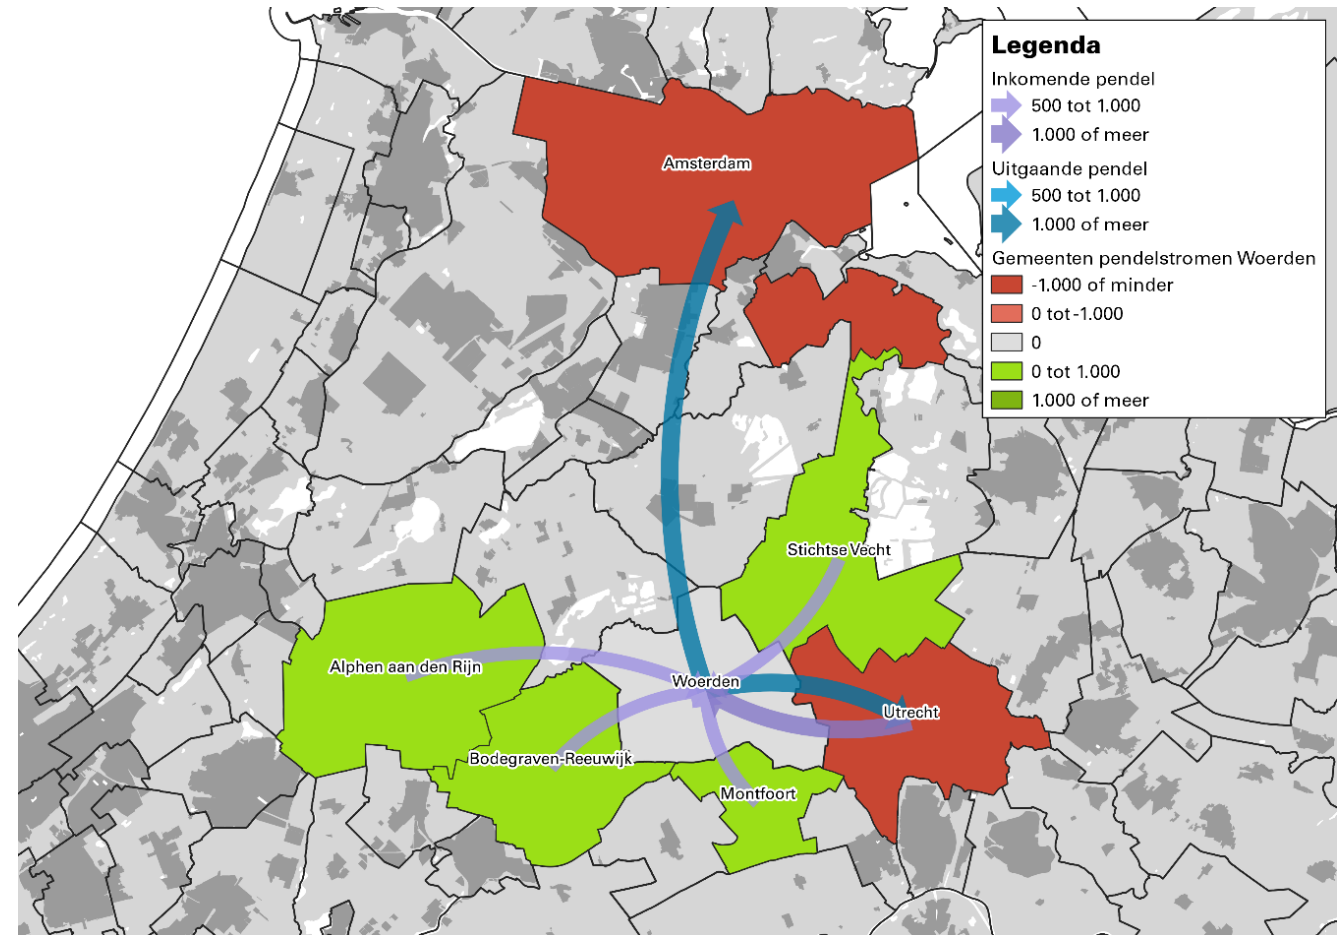 Legenda
Inkomende pendel
500 tot 1.000
1.000 of meer
Uitgaande pendel
500 tot 1.000
1.000 of meer
Gemeenten pendelstromen Woerden
-1.000 of minder
0 tot -1.000
0
0 tot 1.000
1.000 of meer
Amsterdam
Stichtse Vecht
Alphen aan den Rijn
Woerden
Utrecht
Bodegraven-Reeuwijk
Montfoort